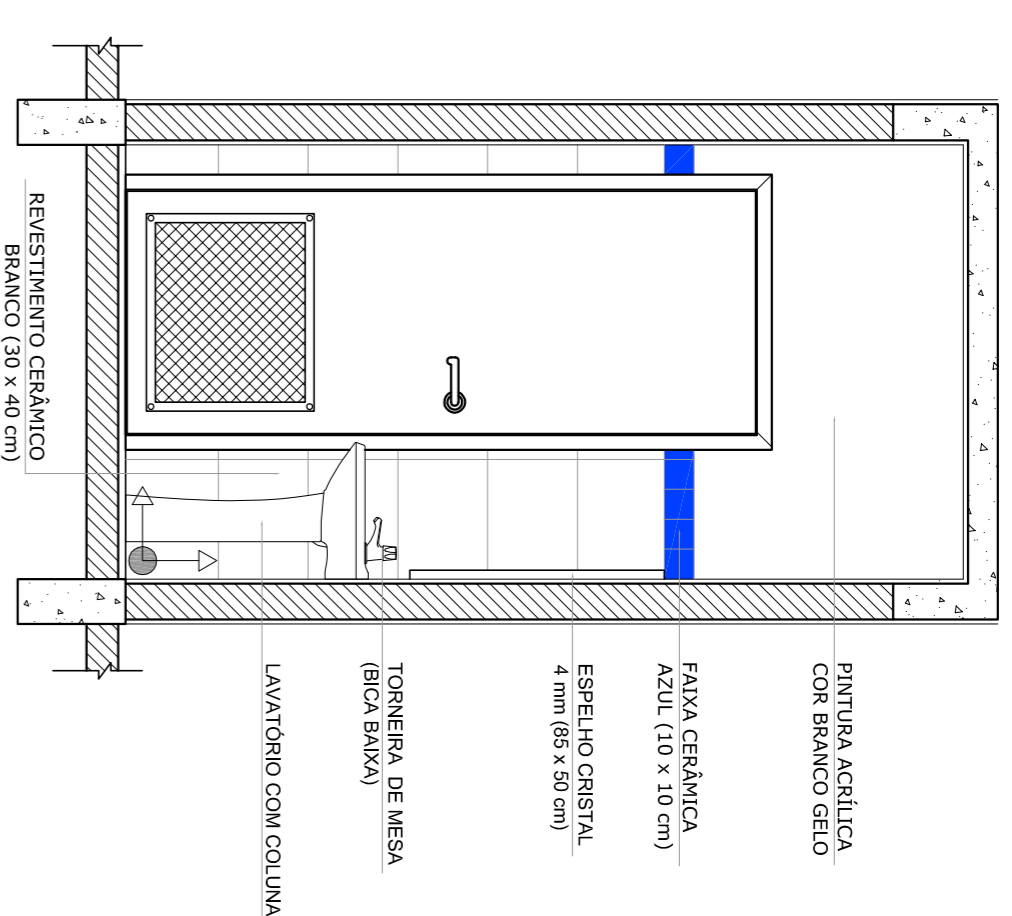 PINTURA ACRÍLICA
COR BRANCO GELO
FAIXA CERÂMICA
AZUL (10 x 10 cm)
ESPELHO CRISTAL
4 mm (85 x 50 cm)
TORNEIRA DE MESA
(BICA BAIXA)
LAVATÓRIO COM COLUNA
REVESTIMENTO CERÂMICO
BRANCO (30 x 40 cm)